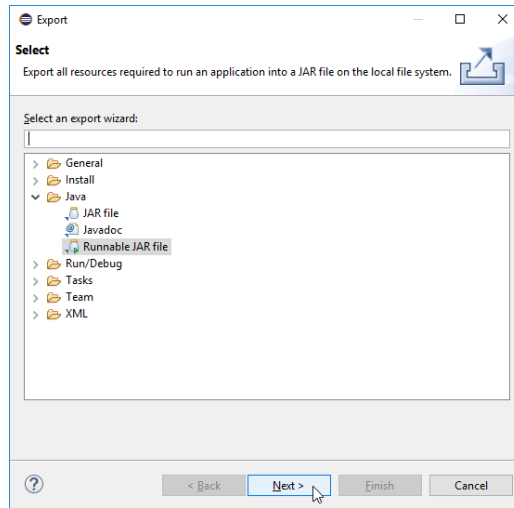 Export
Select
Export all resources required to run an application into a JAR file on the local file system.
Select an export wizard:
General
Install
Java
JAR file
Javadoc
Runnable JAR file
Run/Debug
Tasks
Team
XML
< Back Next > Finish Cancel